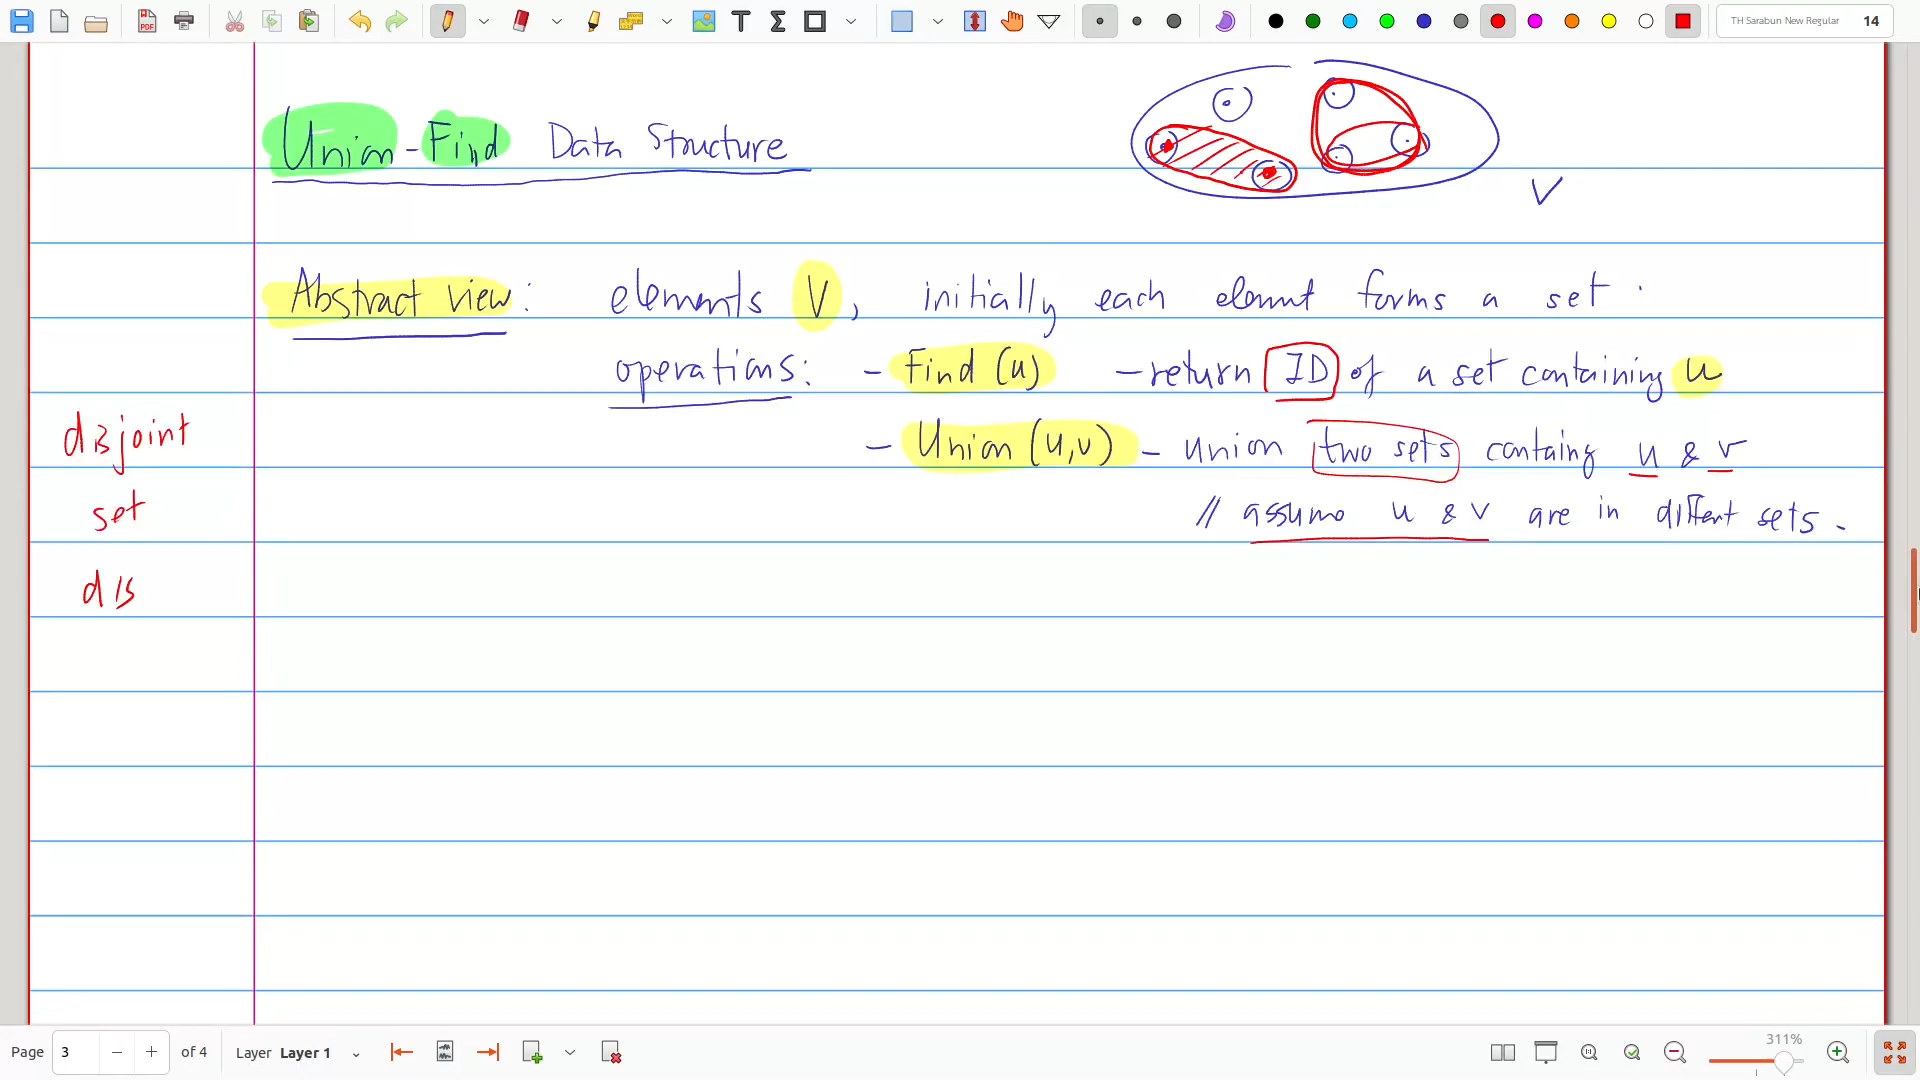 TH Sarabun New Regular 14
Union-Find Data Structure
V
Abstract view: elements V, initially each elemnt forms a set.
operations: - Find (u) - return ID of a set containing u
- Union (u,v) - union two sets containg u & v
// assume u & v are in diffent sets.
disjoint
set
dis
Page 3 of 4 Layer Layer 1 311%